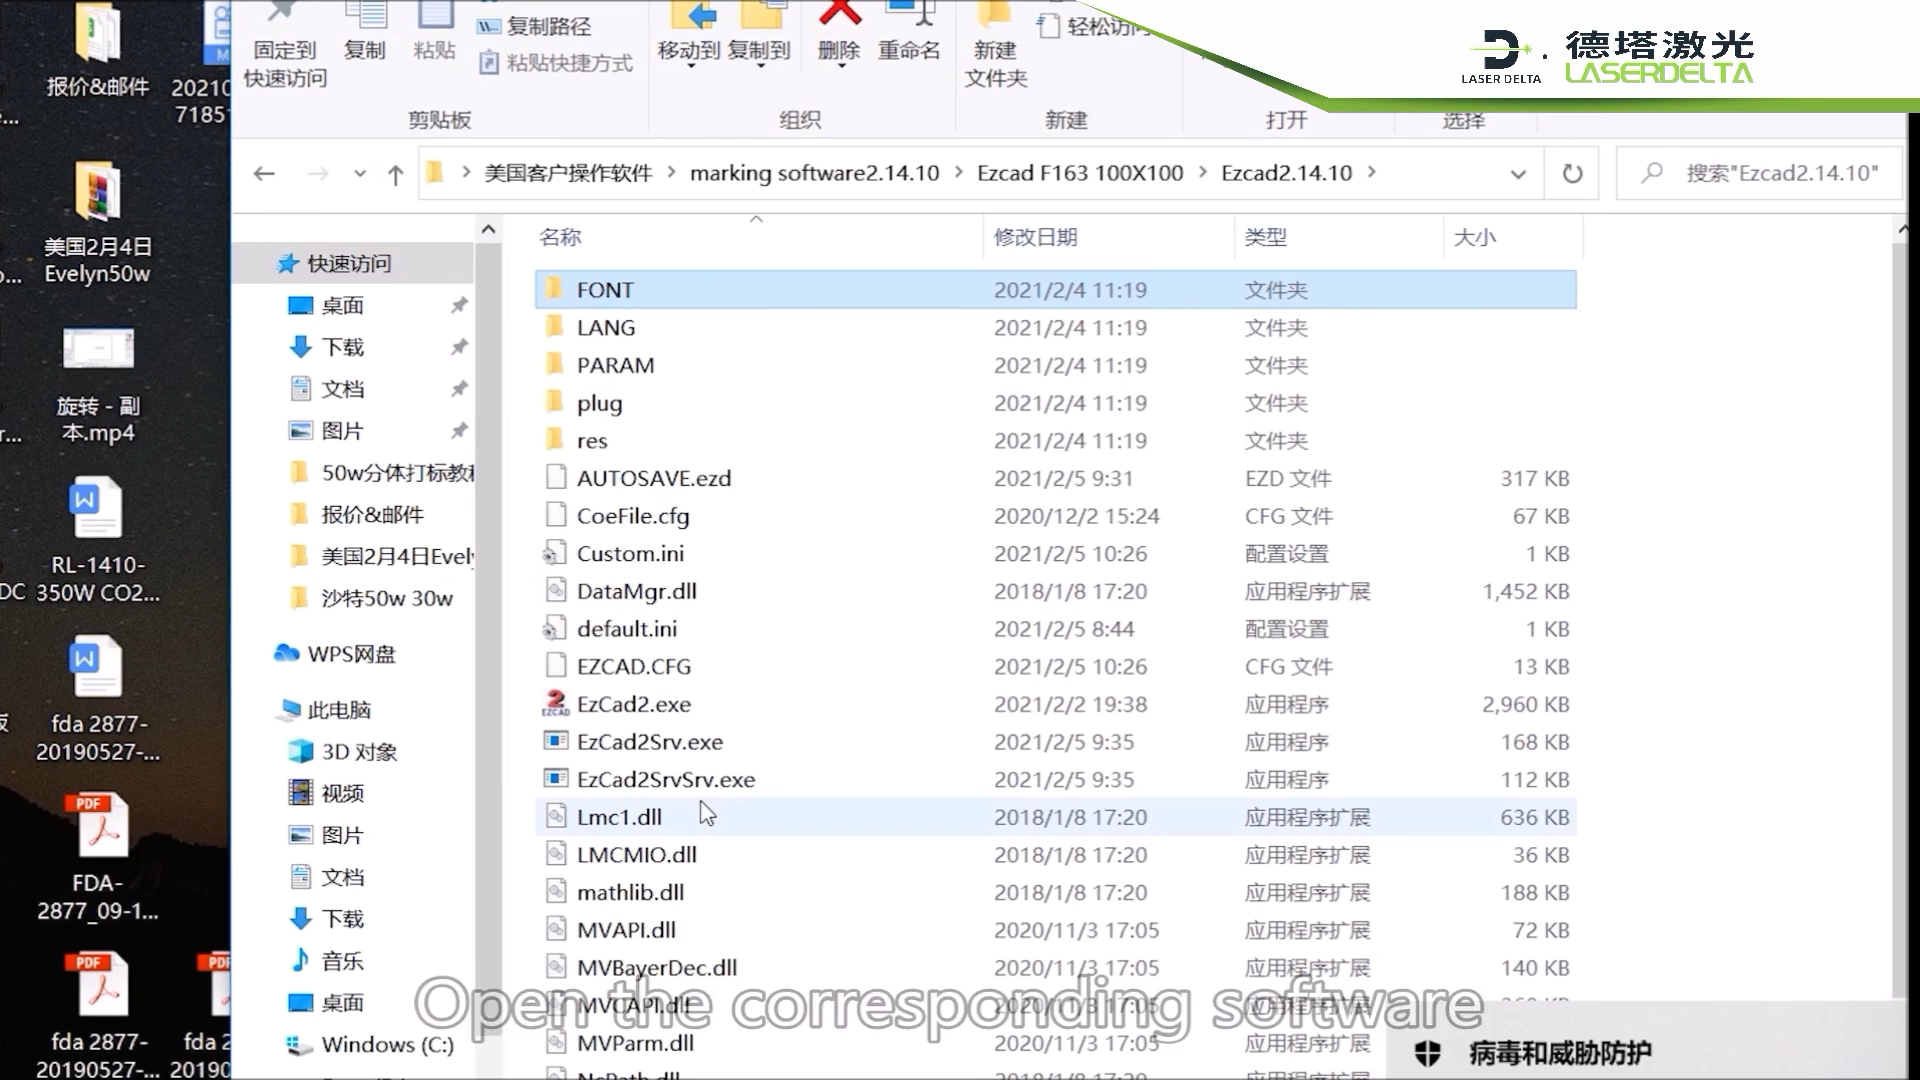 报价&邮件
20210
7185
美国2月4日
Evelyn50w
旋转 - 副
本.mp4
RL-1410-
350W CO2...
DC
fda 2877-
20190527-...
FDA-
2877_09-1...
fda 2877-
20190527-...
fda 2
20190
固定到
快速访问
复制
粘贴
复制路径
粘贴快捷方式
剪贴板
移动到
复制到
删除
重命名
组织
新建
文件夹
轻松访问
新建
打开
选择
D
LASER DELTA
德塔激光
LASERDELTA
美国客户操作软件 > marking software2.14.10 > Ezcad F163 100X100 > Ezcad2.14.10 >
搜索"Ezcad2.14.10"
快速访问
桌面
下载
文档
图片
50w分体打标教程
报价&邮件
美国2月4日Evely
沙特50w 30w
WPS网盘
此电脑
3D 对象
视频
图片
文档
下载
音乐
桌面
Windows (C:)
名称 修改日期 类型 大小
FONT 2021/2/4 11:19 文件夹
LANG 2021/2/4 11:19 文件夹
PARAM 2021/2/4 11:19 文件夹
plug 2021/2/4 11:19 文件夹
res 2021/2/4 11:19 文件夹
AUTOSAVE.ezd 2021/2/5 9:31 EZD 文件 317 KB
CoeFile.cfg 2020/12/2 15:24 CFG 文件 67 KB
Custom.ini 2021/2/5 10:26 配置设置 1 KB
DataMgr.dll 2018/1/8 17:20 应用程序扩展 1,452 KB
default.ini 2021/2/5 8:44 配置设置 1 KB
EZCAD.CFG 2021/2/5 10:26 CFG 文件 13 KB
EzCad2.exe 2021/2/2 19:38 应用程序 2,960 KB
EzCad2Srv.exe 2021/2/5 9:35 应用程序 168 KB
EzCad2SrvSrv.exe 2021/2/5 9:35 应用程序 112 KB
Lmc1.dll 2018/1/8 17:20 应用程序扩展 636 KB
LMCMIO.dll 2018/1/8 17:20 应用程序扩展 36 KB
mathlib.dll 2018/1/8 17:20 应用程序扩展 188 KB
MVAPI.dll 2020/11/3 17:05 应用程序扩展 72 KB
MVBayerDec.dll 2020/11/3 17:05 应用程序扩展 140 KB
MVCAPI.dll 2020/11/3 17:05 应用程序扩展
MVParm.dll 2020/11/3 17:05 应用程序扩展
Open the corresponding software
病毒和威胁防护